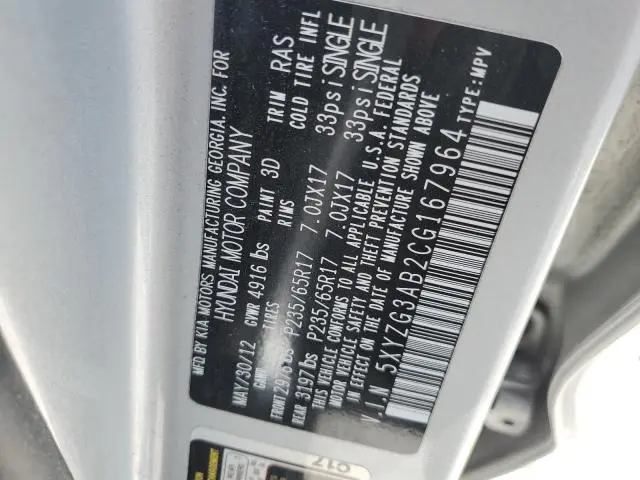 MFD BY KIA MOTORS MANUFACTURING GEORGIA, INC. FOR
HYUNDAI MOTOR COMPANY
MAY/30/12 GVWR 4916 lbs PAINT 3D TRIM RAS
GAWR TIRES RIMS COLD TIRE INFL
FRONT lbs P235/65R17 7.0JX17 33psi SINGLE
REAR 3197lbs P235/65R17 7.0JX17 33psi SINGLE
THIS VEHICLE CONFORMS TO ALL APPLICABLE U.S.A. FEDERAL
MOTOR VEHICLE SAFETY AND THEFT PREVENTION STANDARDS
IN EFFECT ON THE DATE OF MANUFACTURE SHOWN ABOVE
V.I.N 5XYZG3AB2CG167964 TYPE:MPV